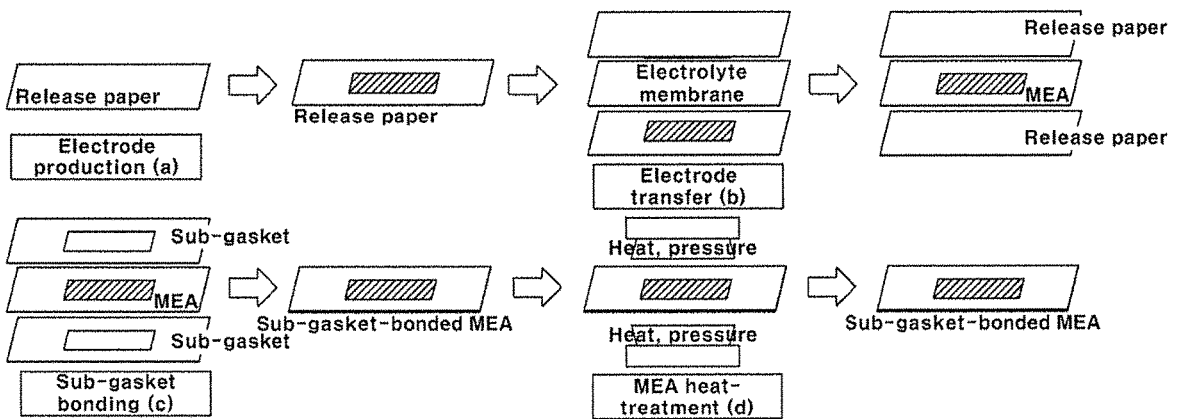 Release paper
Electrode
production (a)
Release paper
Electrolyte
membrane
Electrode
transfer (b)
Release paper
MEA
Release paper
Sub-gasket
MEA
Sub-gasket
Sub-gasket
bonding (c)
Sub-gasket-bonded MEA
Heat, pressure
Heat, pressure
MEA heat-
treatment (d)
Sub-gasket-bonded MEA